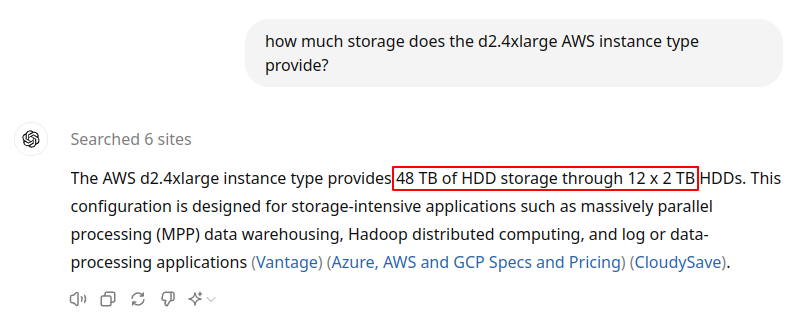 how much storage does the d2.4xlarge AWS instance type
provide?
Searched 6 sites
The AWS d2.4xlarge instance type provides 48 TB of HDD storage through 12 x 2 TB HDDs. This
configuration is designed for storage-intensive applications such as massively parallel
processing (MPP) data warehousing, Hadoop distributed computing, and log or data-
processing applications (Vantage) (Azure, AWS and GCP Specs and Pricing) (CloudySave).